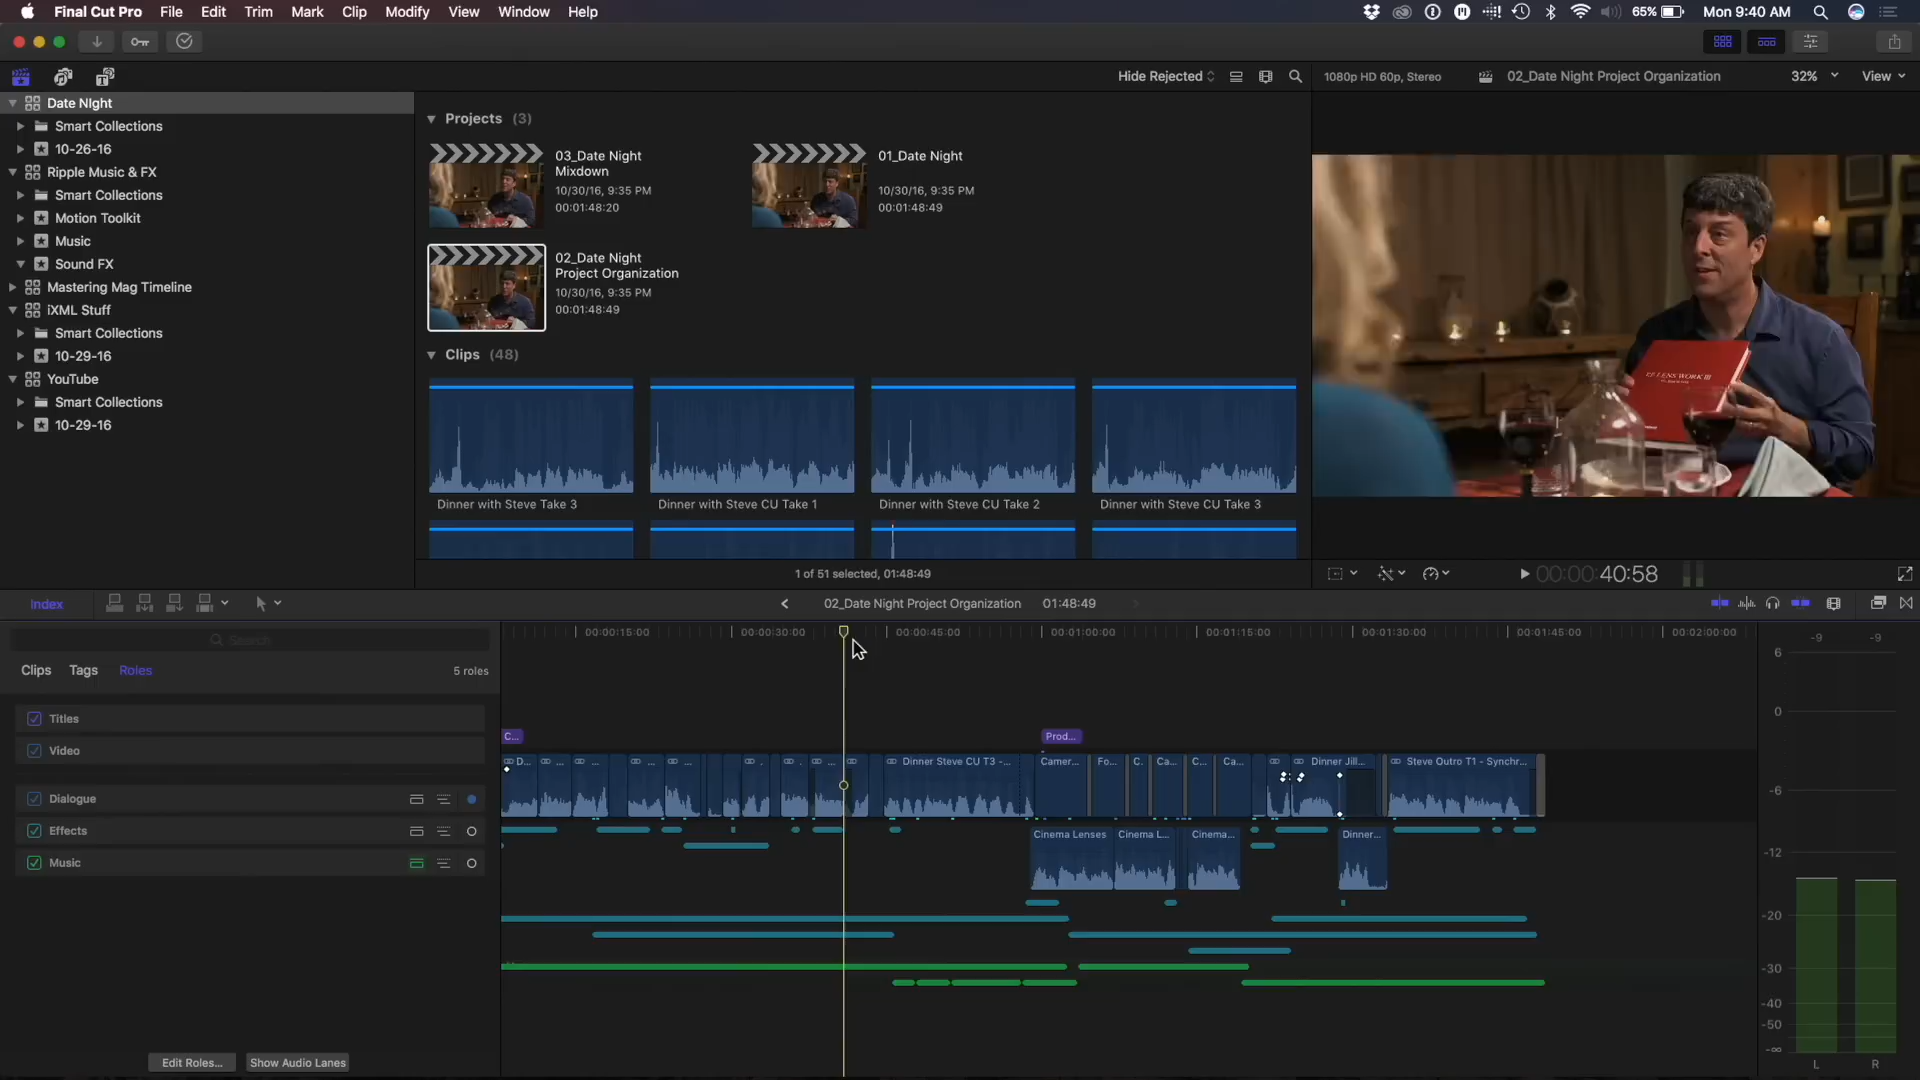 Final Cut Pro File Edit Trim Mark Clip Modify View Window Help 65% Mon 9:40 AM
Hide Rejected 1080p HD 60p, Stereo 02_Date Night Project Organization 32% View
Date NIght
Smart Collections
10-26-16
Ripple Music & FX
Smart Collections
Motion Toolkit
Music
Sound FX
Mastering Mag Timeline
iXML Stuff
Smart Collections
10-29-16
YouTube
Smart Collections
10-29-16
Projects (3)
03_Date Night
Mixdown
10/30/16, 9:35 PM
00:01:48:20
01_Date Night
10/30/16, 9:35 PM
00:01:48:49
02_Date Night
Project Organization
10/30/16, 9:35 PM
00:01:48:49
Clips (48)
Dinner with Steve Take 3
Dinner with Steve CU Take 1
Dinner with Steve CU Take 2
Dinner with Steve CU Take 3
1 of 51 selected, 01:48:49
00:00:40:58
Index
02_Date Night Project Organization 01:48:49
Search
Clips Tags Roles 5 roles
Titles
Video
Dialogue
Effects
Music
Edit Roles... Show Audio Lanes
00:00:15:00 00:00:30:00 00:00:45:00 00:01:00:00 00:01:15:00 00:01:30:00 00:01:45:00 00:02:00:00
C... Prod...
D... ... ... ... ... . . ... Dinner Steve CU T3 -... Camer... Fo... C. Ca... C... Ca... Dinner Jill... Steve Outro T1 - Synchr...
Cinema Lenses Cinema L... Cinema... Dinner...
-9 -9
6
0
-6
-12
-20
-30
-40
-50
-∞
L R